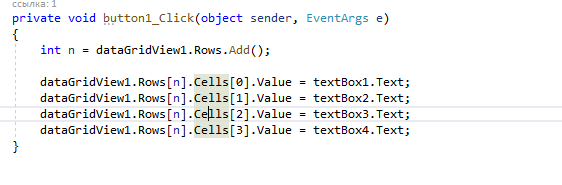 ссылка: 1
private void button1_Click(object sender, EventArgs e)
{
int n = dataGridView1.Rows.Add();
dataGridView1.Rows[n].Cells[0].Value = textBox1.Text;
dataGridView1.Rows[n].Cells[1].Value = textBox2.Text;
dataGridView1.Rows[n].Cells[2].Value = textBox3.Text;
dataGridView1.Rows[n].Cells[3].Value = textBox4.Text;
}